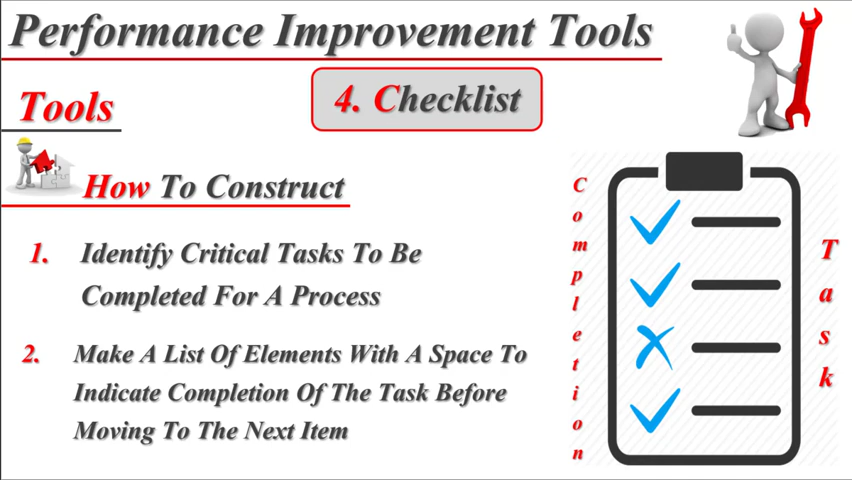 Performance Improvement Tools
Tools
4. Checklist
How To Construct
1. Identify Critical Tasks To Be
Completed For A Process
2. Make A List Of Elements With A Space To
Indicate Completion Of The Task Before
Moving To The Next Item
Completion
Task